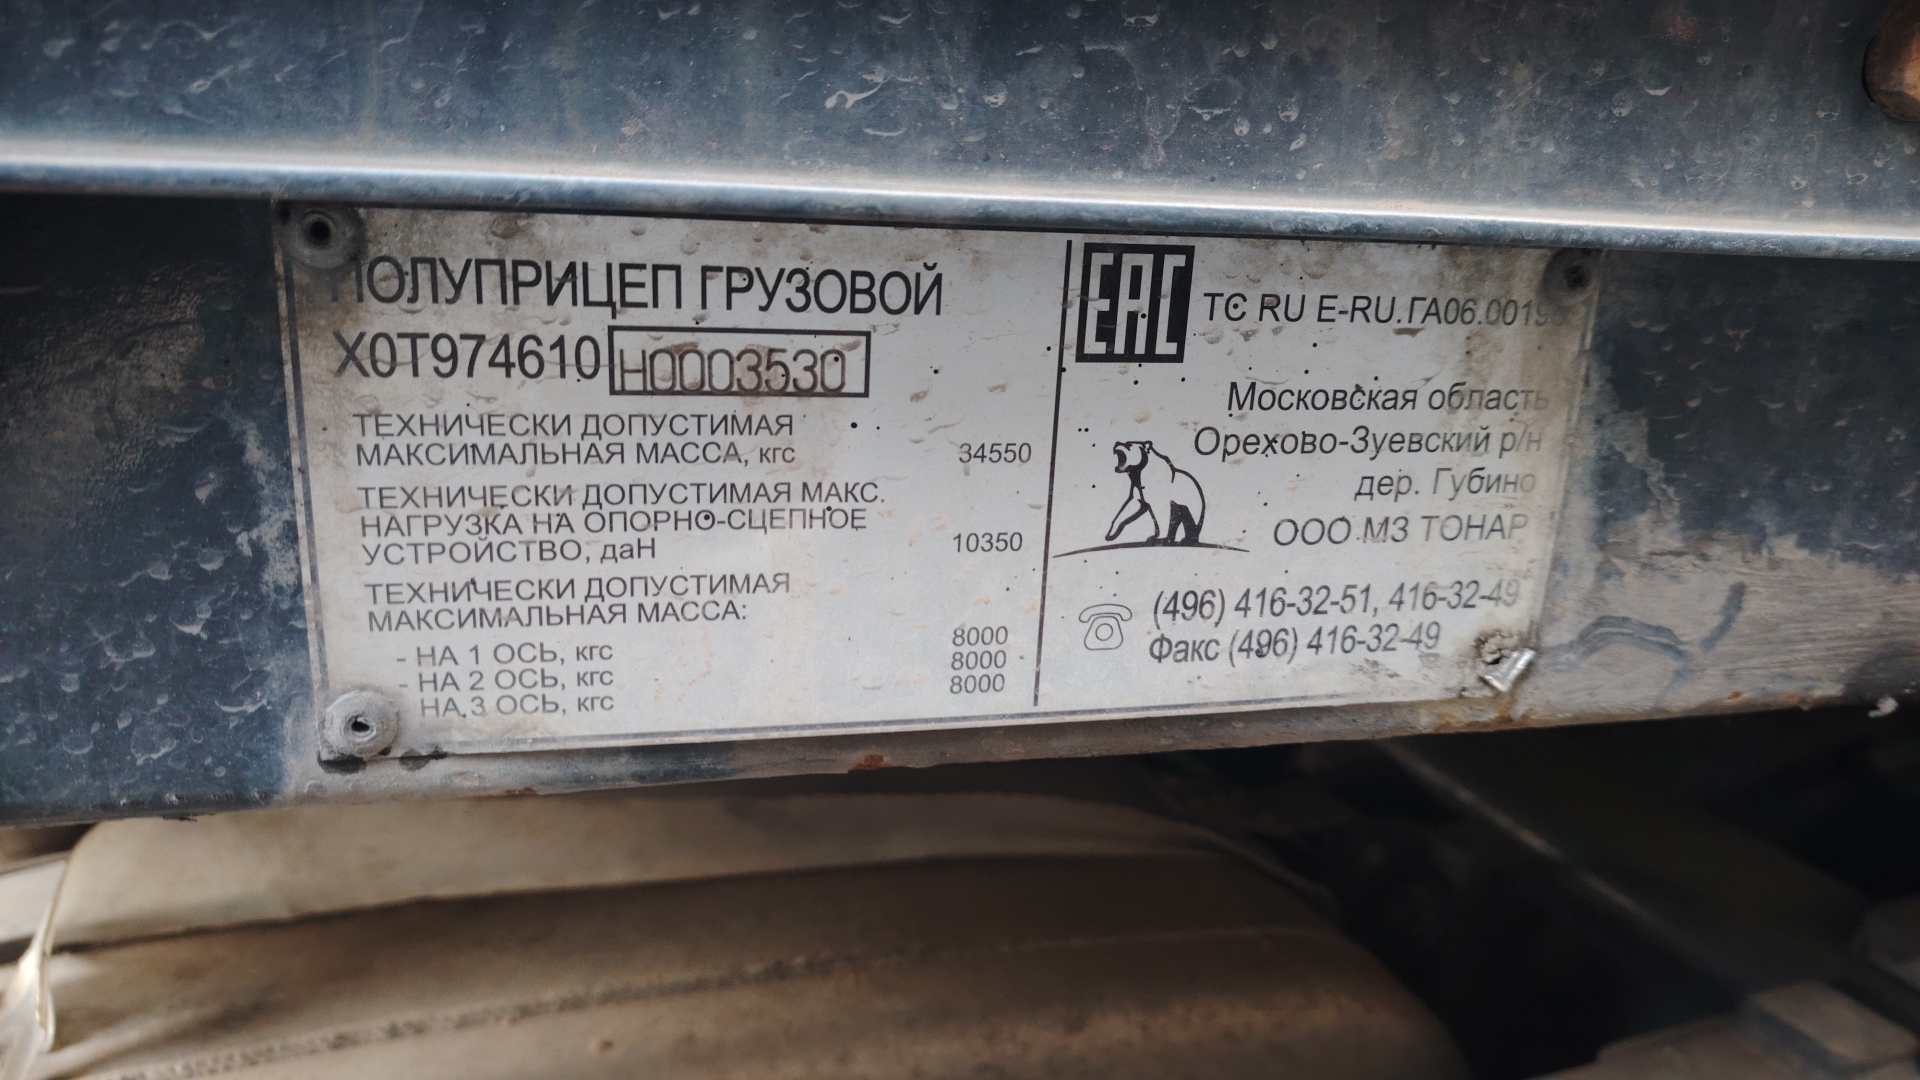 ПОЛУПРИЦЕП ГРУЗОВОЙ
X0T974610 H0003530
ТЕХНИЧЕСКИ ДОПУСТИМАЯ
МАКСИМАЛЬНАЯ МАССА, кгс 34550
ТЕХНИЧЕСКИ ДОПУСТИМАЯ МАКС.
НАГРУЗКА НА ОПОРНО-СЦЕПНОЕ
УСТРОЙСТВО, даН 10350
ТЕХНИЧЕСКИ ДОПУСТИМАЯ
МАКСИМАЛЬНАЯ МАССА:
- НА 1 ОСЬ, кгс 8000
- НА 2 ОСЬ, кгс 8000
НА 3 ОСЬ, кгс 8000
EAC TC RU E-RU.ГА06.0019
Московская область
Орехово-Зуевский р/н
дер. Губино
ООО МЗ ТОНАР
(496) 416-32-51, 416-32-49
Факс (496) 416-32-49